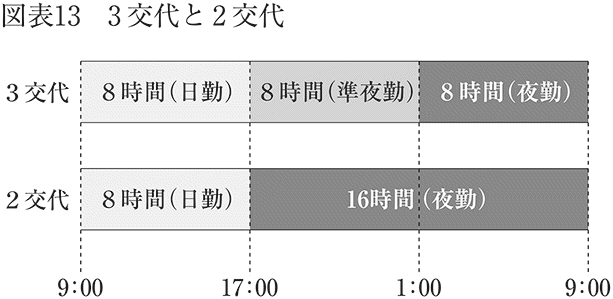 図表13　３交代と２交代
３交代　８時間（日勤）　８時間（準夜勤）　８時間（夜勤）
２交代　８時間（日勤）　16時間（夜勤）
9:00　17:00　1:00　9:00